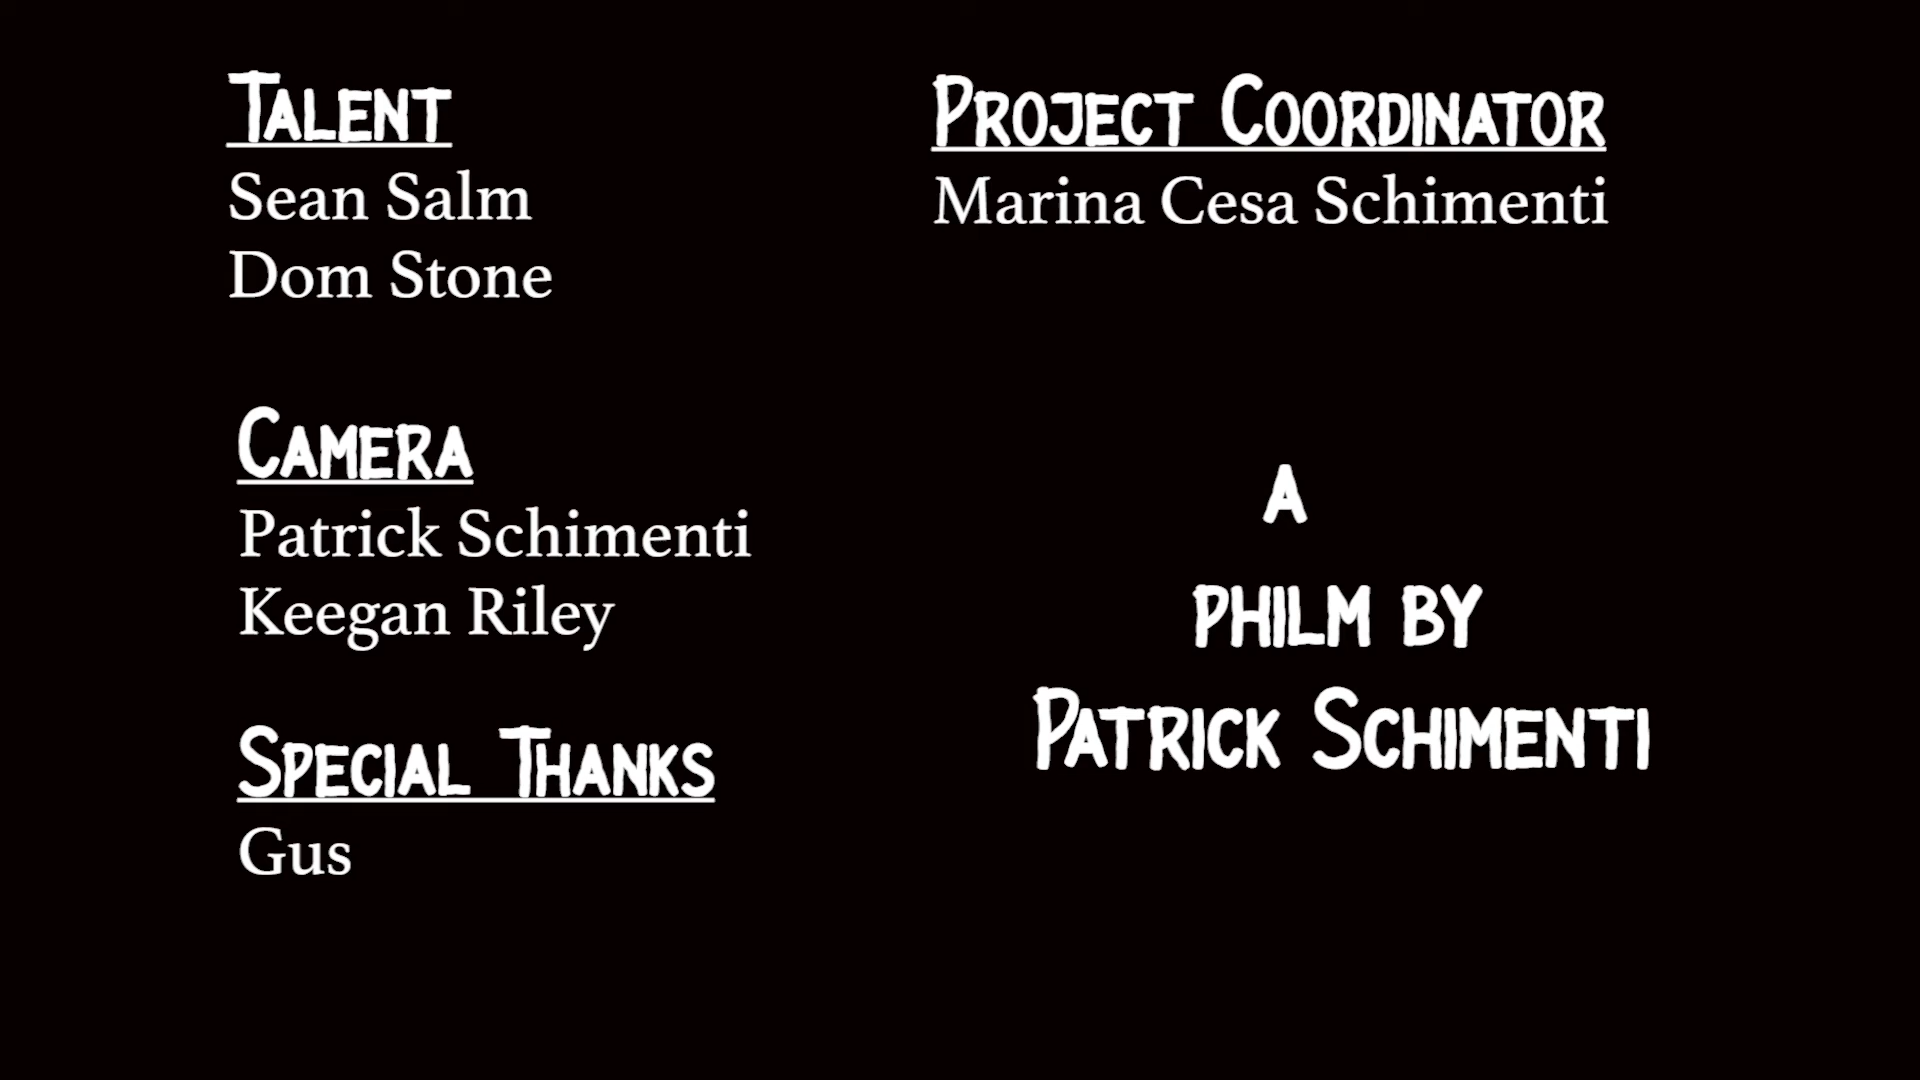 Talent
Sean Salm
Dom Stone
Camera
Patrick Schimenti
Keegan Riley
Special Thanks
Gus
Project Coordinator
Marina Cesa Schimenti
A
PHILM BY
Patrick Schimenti